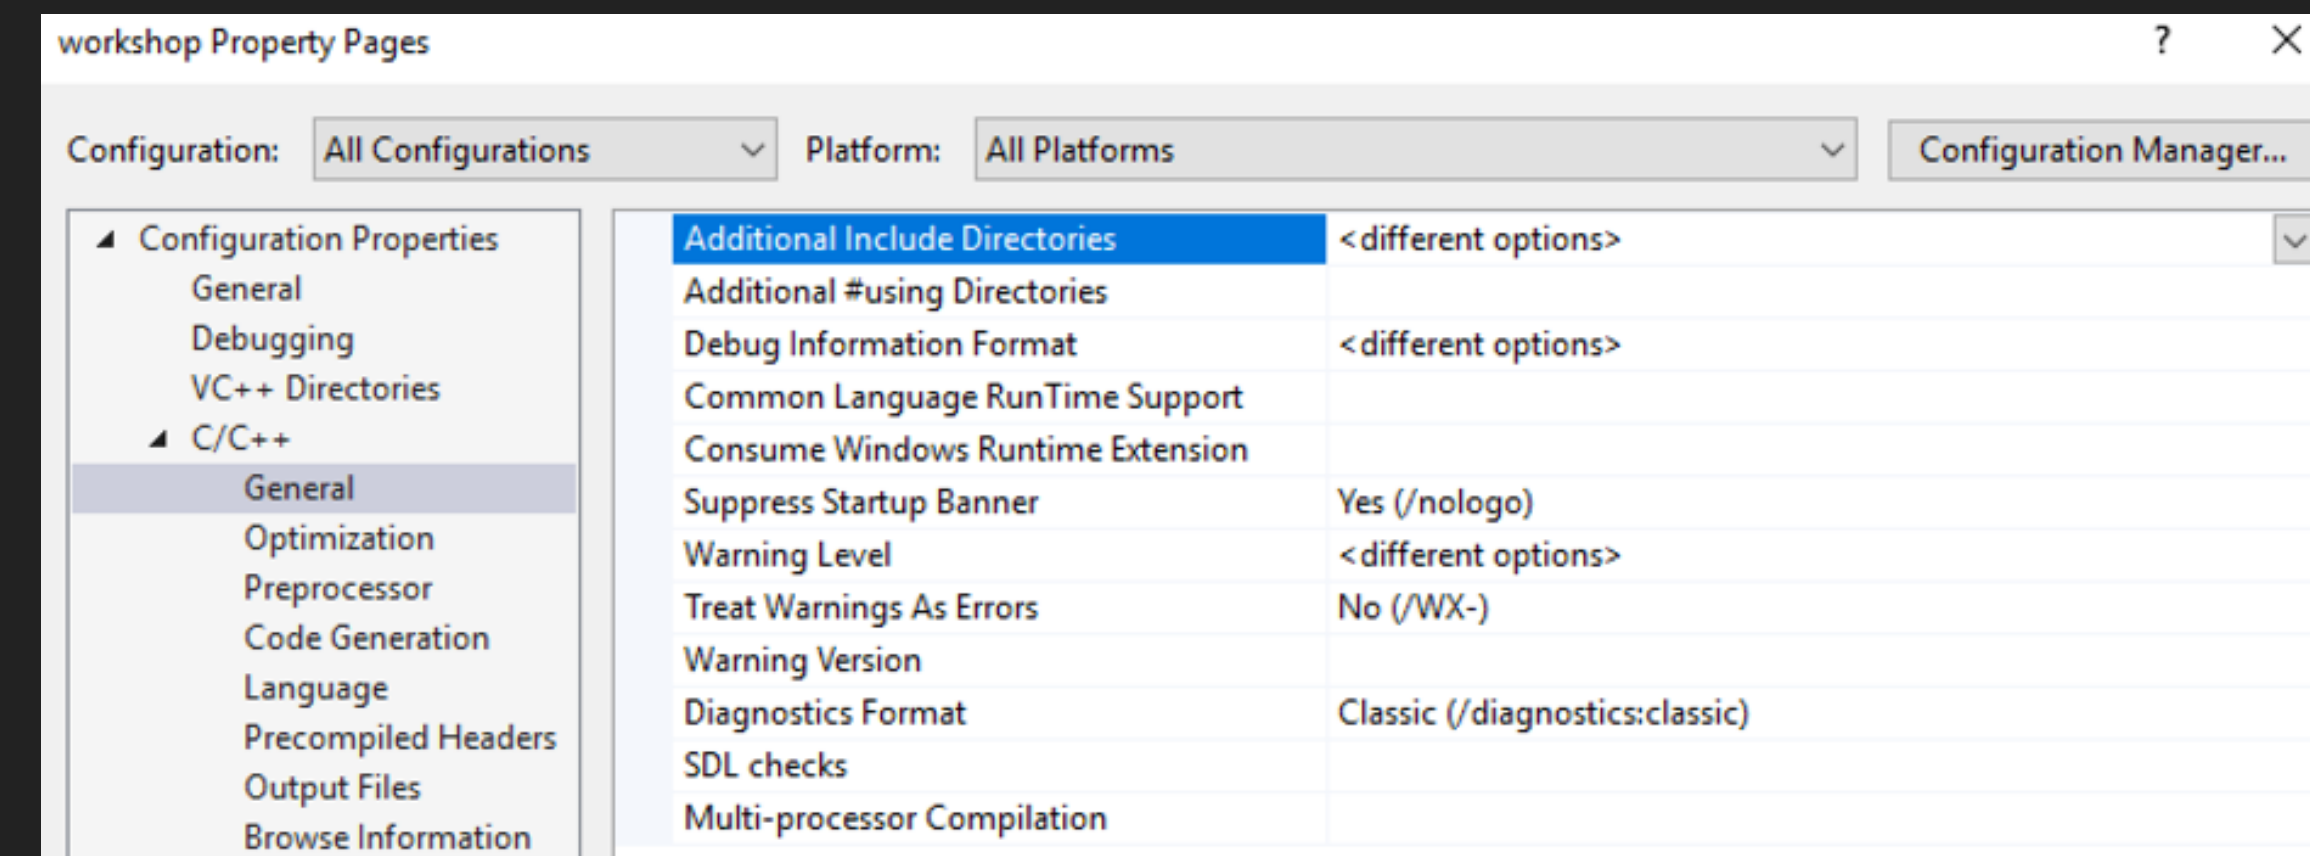 workshop Property Pages ? ×
Configuration: All Configurations Platform: All Platforms Configuration Manager...
Configuration Properties
General
Debugging
VC++ Directories
C/C++
General
Optimization
Preprocessor
Code Generation
Language
Precompiled Headers
Output Files
Browse Information
Additional Include Directories <different options>
Additional #using Directories
Debug Information Format <different options>
Common Language RunTime Support
Consume Windows Runtime Extension
Suppress Startup Banner Yes (/nologo)
Warning Level <different options>
Treat Warnings As Errors No (/WX-)
Warning Version
Diagnostics Format Classic (/diagnostics:classic)
SDL checks
Multi-processor Compilation